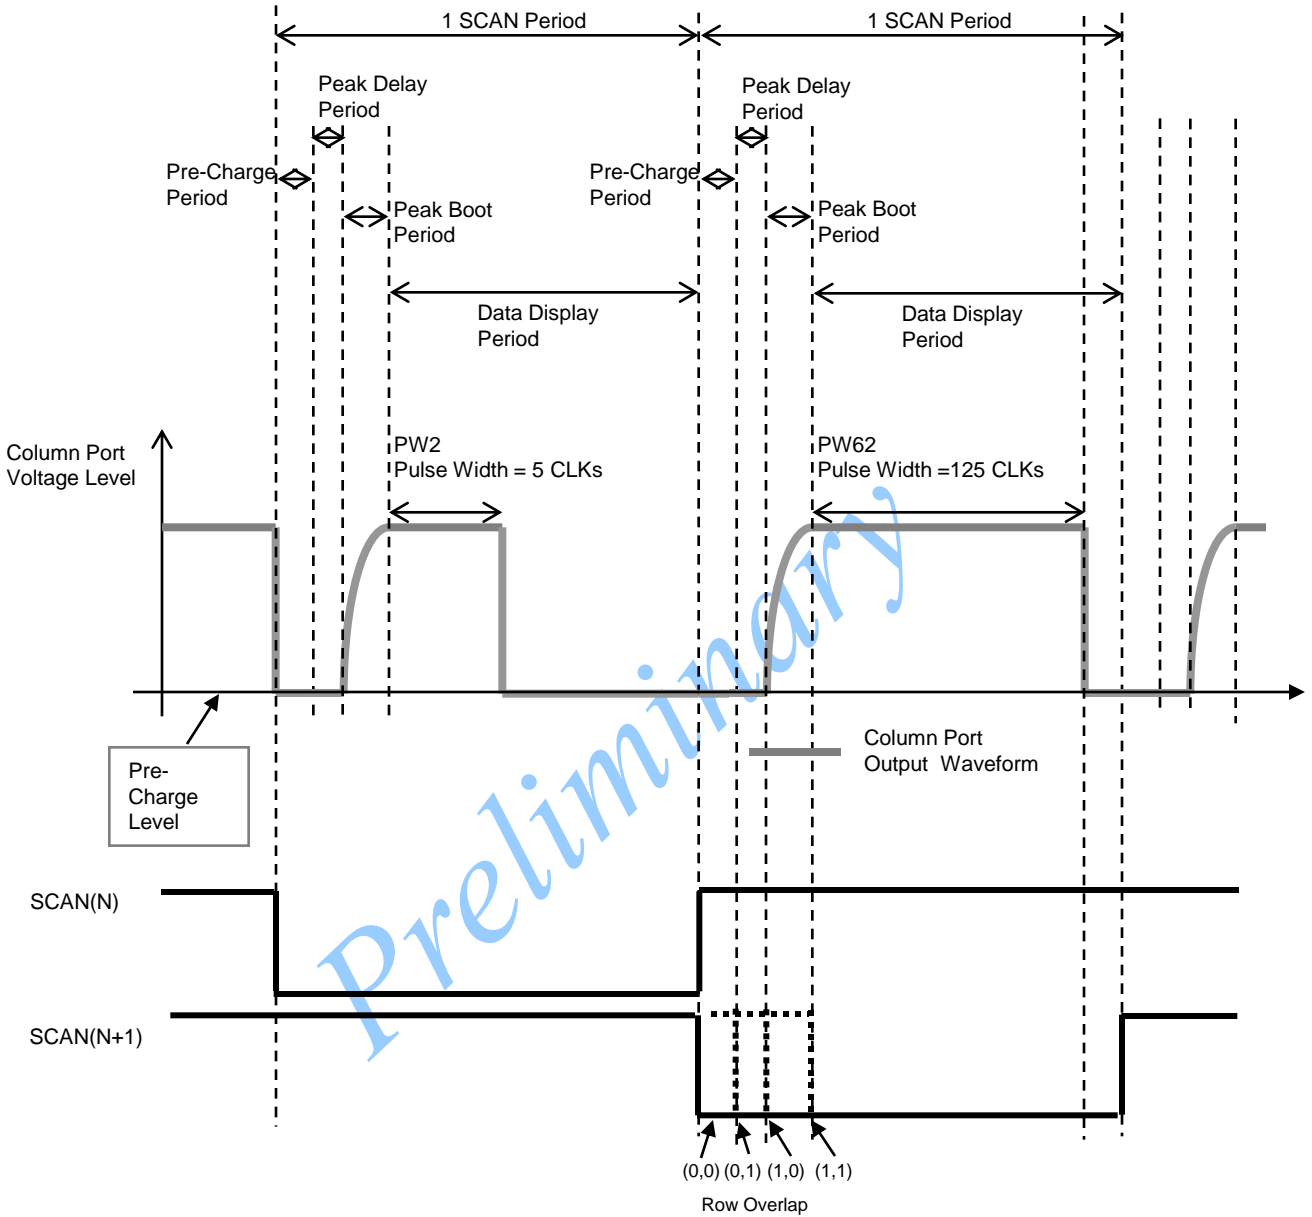 1 SCAN Period
1 SCAN Period
Peak Delay
Period
Peak Delay
Period
Pre-Charge
Period
Pre-Charge
Period
Peak Boot
Period
Peak Boot
Period
Data Display
Period
Data Display
Period
Column Port
Voltage Level
PW2
Pulse Width = 5 CLKs
PW62
Pulse Width =125 CLKs
Preliminary
Pre-
Charge
Level
Column Port
Output Waveform
SCAN(N)
SCAN(N+1)
(0,0) (0,1) (1,0) (1,1)
Row Overlap